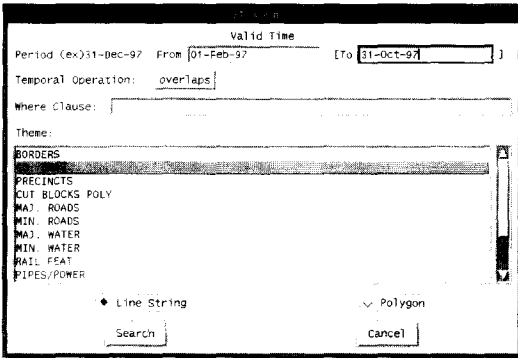 Valid Time
Period (ex)31-Dec-97 From 01-Feb-97 [To 31-Oct-97 ]
Temporal Operation: overlaps
Where Clause:
Theme:
BORDERS
PRECINCTS
CUT BLOCKS POLY
MAJ. ROADS
MIN. ROADS
MAJ. WATER
MIN. WATER
RAIL FEAT
PIPES/POWER
Line String Polygon
Search Cancel